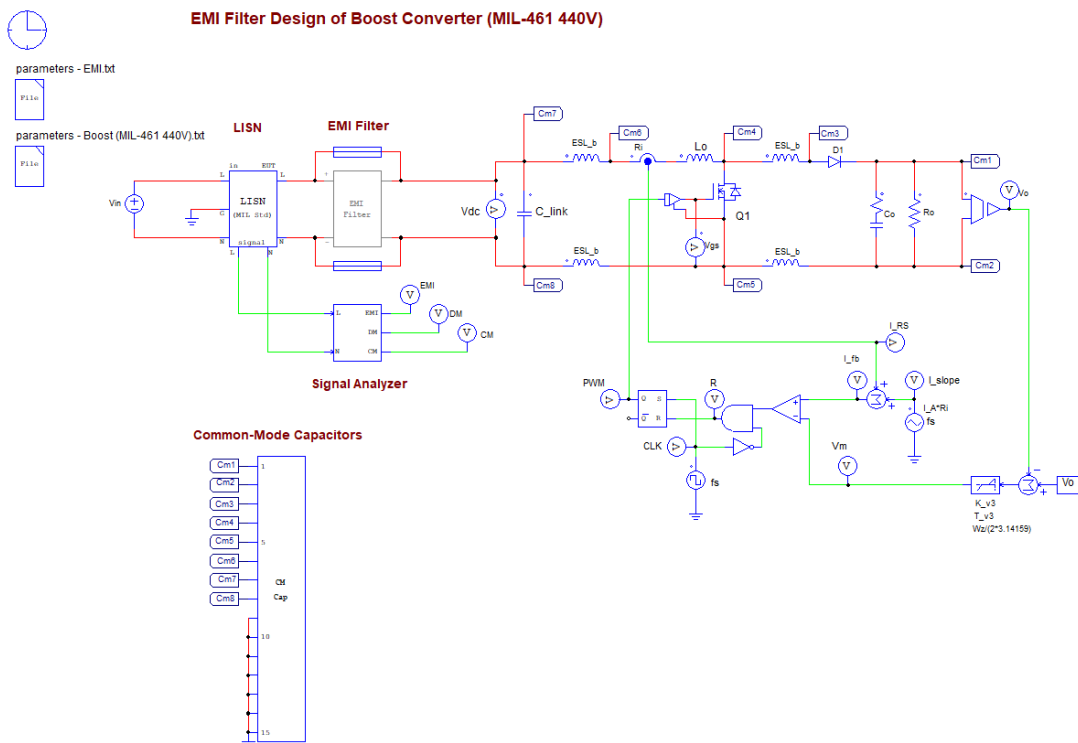 EMI Filter Design of Boost Converter (MIL-461 440V)
parameters - EMI.txt
File
parameters - Boost (MIL-461 440V).txt
File
LISN
EMI Filter
in
EUT
L
L
LISN
(MIL Std)
G
N
N
signal
L
N
Vin
+
-
EMI
Filter
Vdc
V
C_link
Cm7
Cm8
ESL_b
ESL_b
Cm6
Ri
Lo
Cm4
Q1
V
Vgs
Cm5
ESL_b
ESL_b
Cm3
D1
Co
Ro
Cm1
Cm2
V
Vo
L
N
EMI
DM
CM
V
EMI
V
DM
V
CM
Signal Analyzer
PWM
V
Q
S
Q
R
R
V
CLK
V
fs
+
-
I_RS
V
I_fb
V
+
+
V
I_slope
I_A*Ri
fs
Vm
V
K_v3
T_v3
Wz/(2*3.14159)
-
+
Vo
Common-Mode Capacitors
Cm1
Cm2
Cm3
Cm4
Cm5
Cm6
Cm7
Cm8
1
5
10
15
CM
Cap